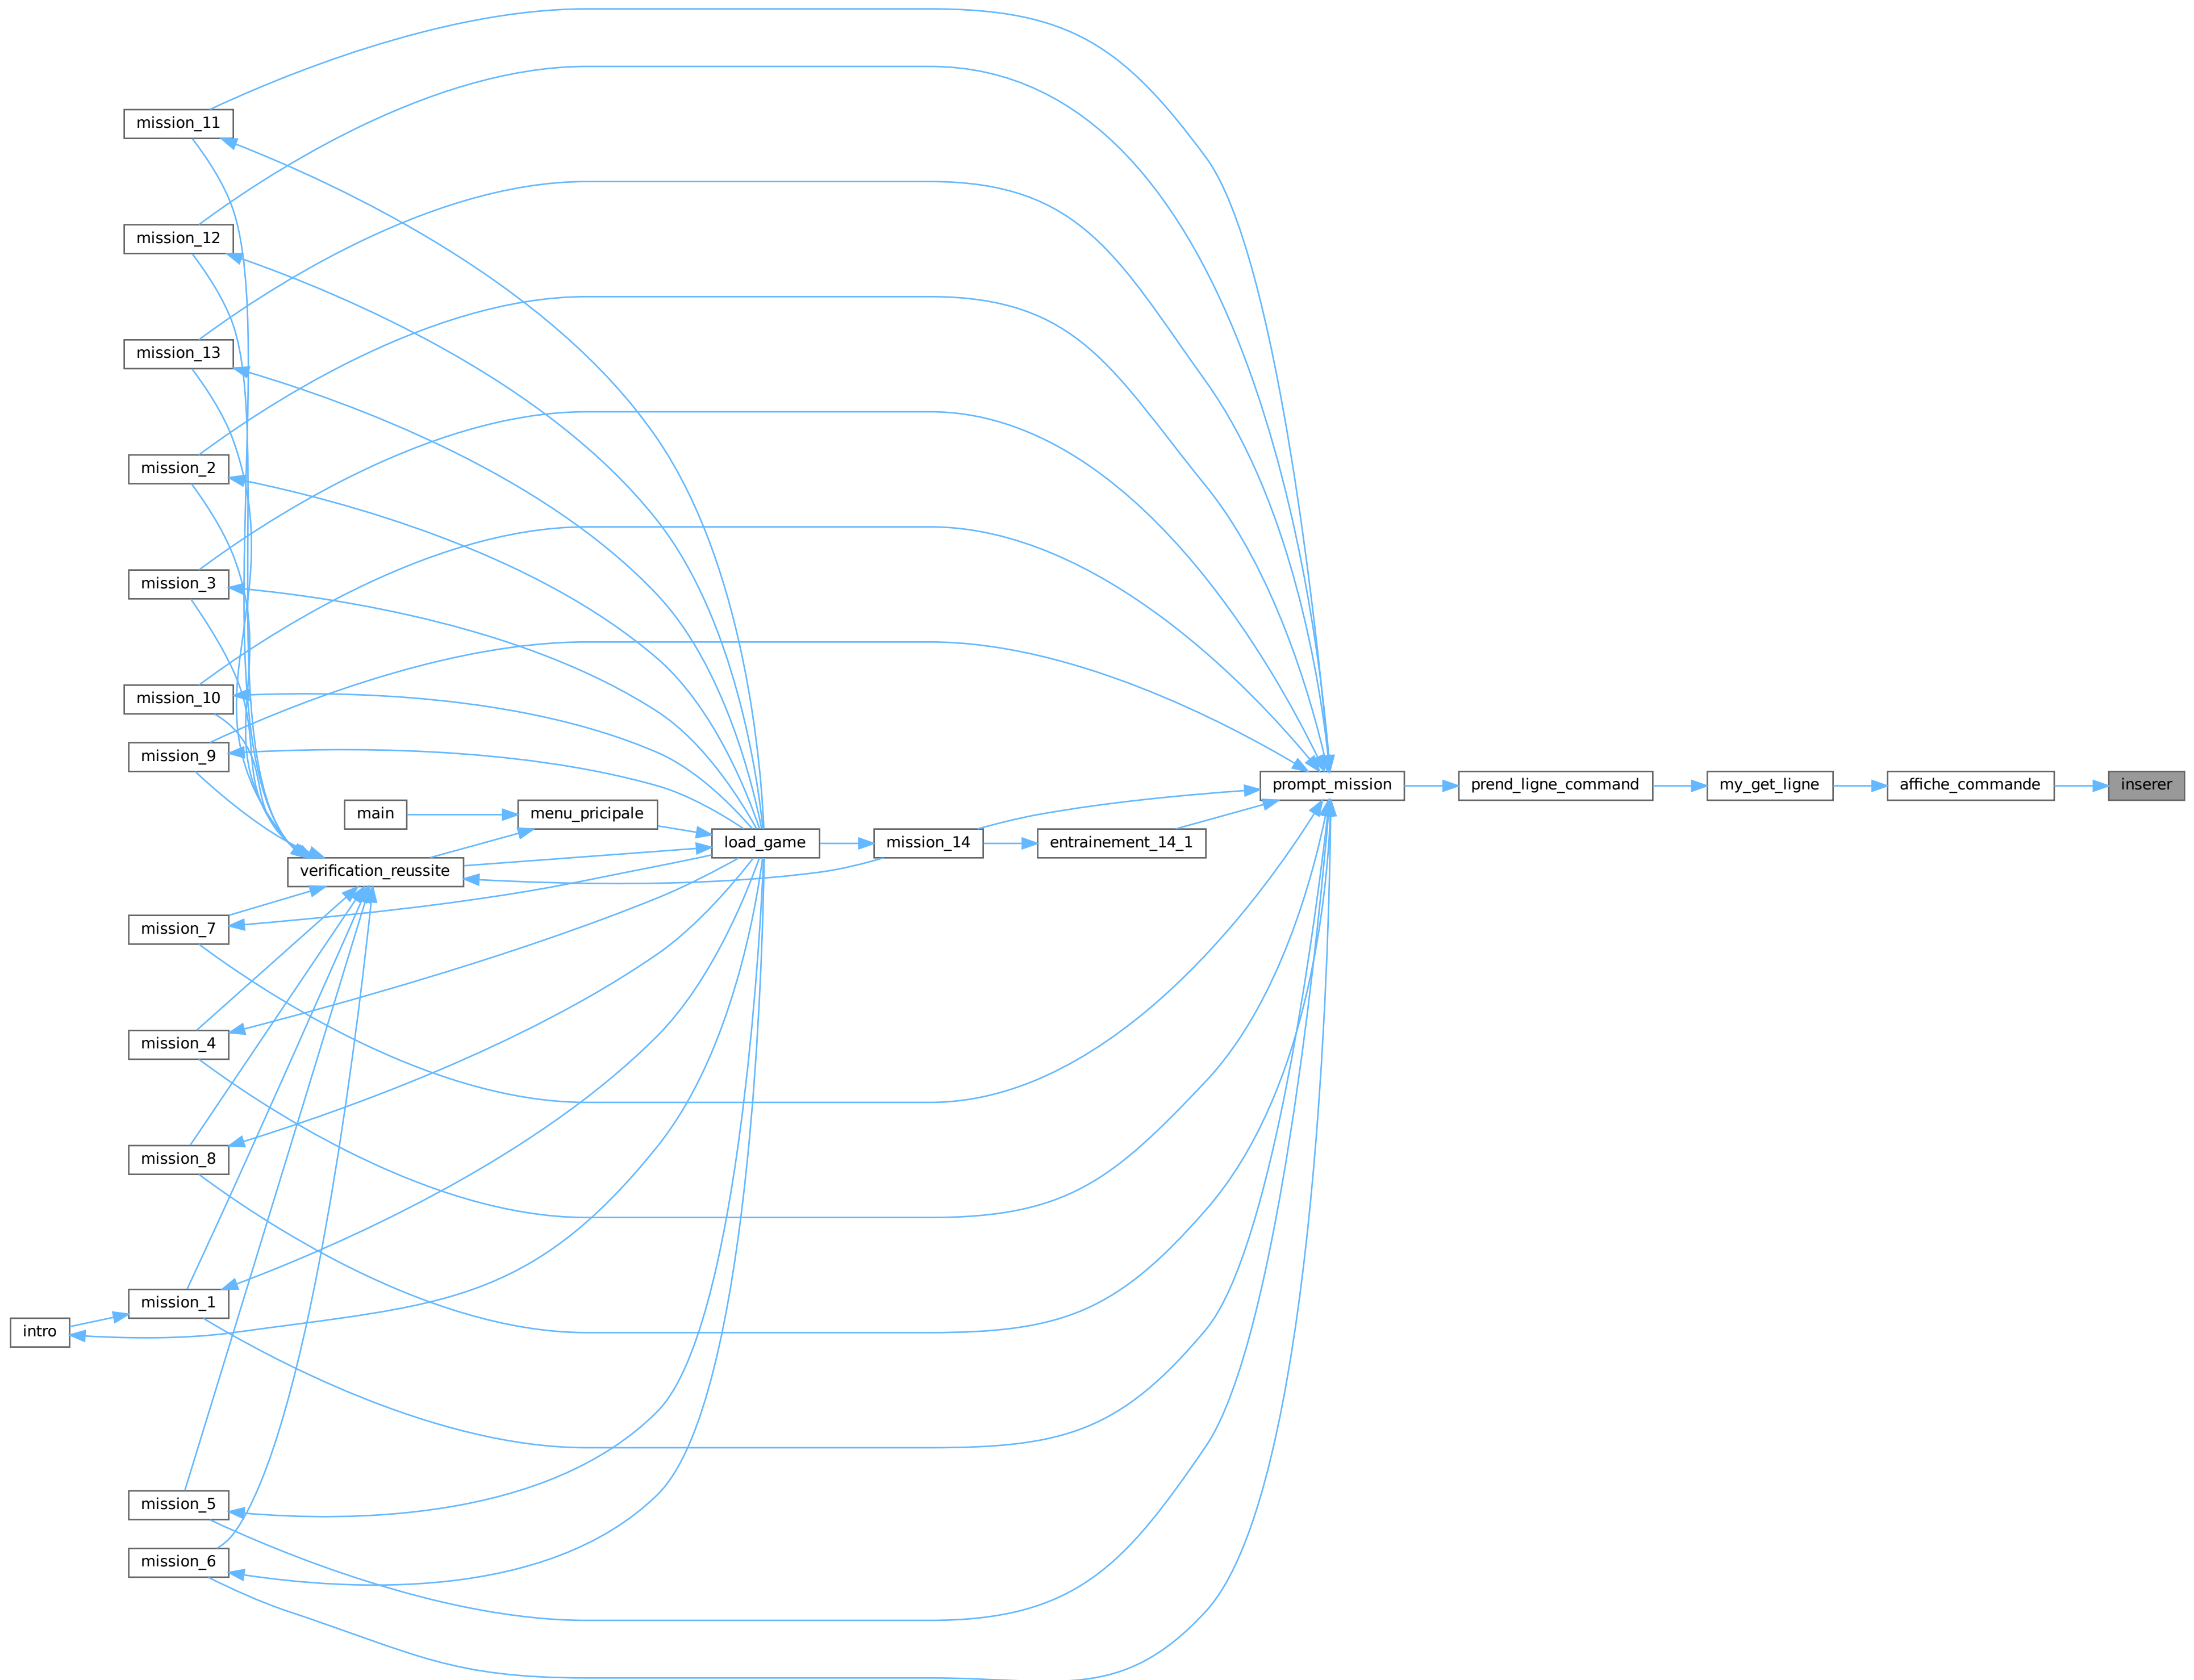 mission_11
mission_12
mission_13
mission_2
mission_3
mission_10
mission_9
prompt_mission
prend_ligne_command
my_get_ligne
affiche_commande
inserer
main
menu_pricipale
load_game
mission_14
entrainement_14_1
verification_reussite
mission_7
mission_4
mission_8
mission_1
intro
mission_5
mission_6